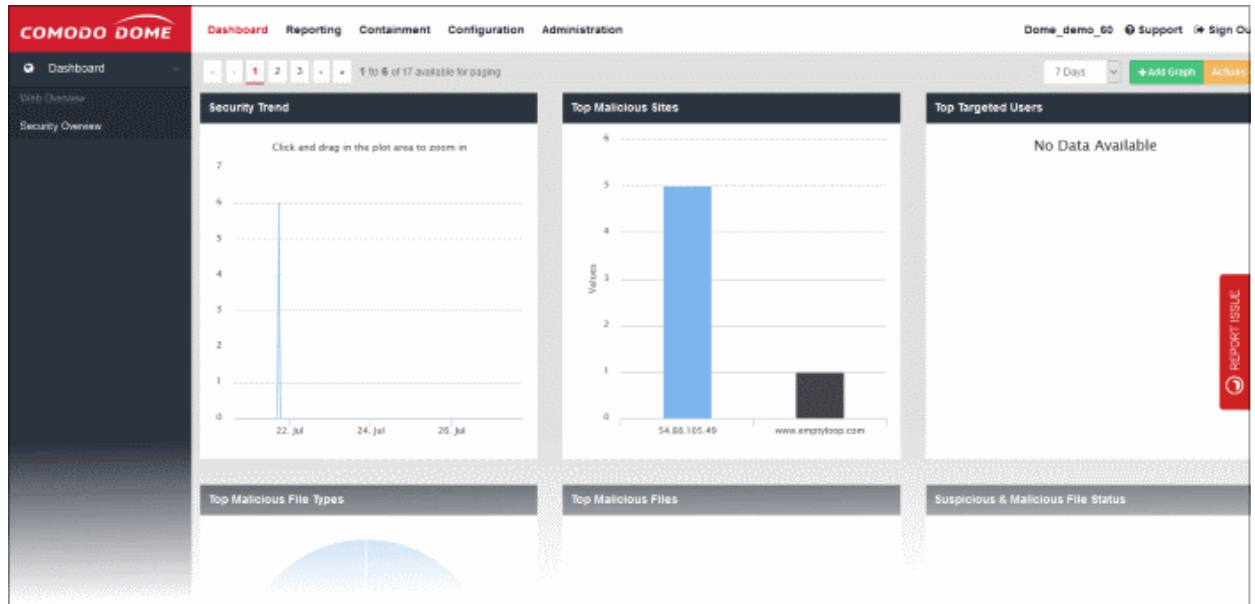 COMODO DOME
Dashboard Reporting Containment Configuration Administration
Dome_demo_60 Support Sign Ou
Dashboard
Web Overview
Security Overview
« ‹ 1 2 3 › » 1 to 6 of 17 available for paging
7 Days
+ Add Graph
Actions
Security Trend
Click and drag in the plot area to zoom in
7
6
5
4
3
2
1
0
22. Jul 24. Jul 26. Jul
Top Malicious Sites
Values
6
5
4
3
2
1
0
54.88.105.49 www.emptyloop.com
Top Targeted Users
No Data Available
REPORT ISSUE
Top Malicious File Types
Top Malicious Files
Suspicious & Malicious File Status